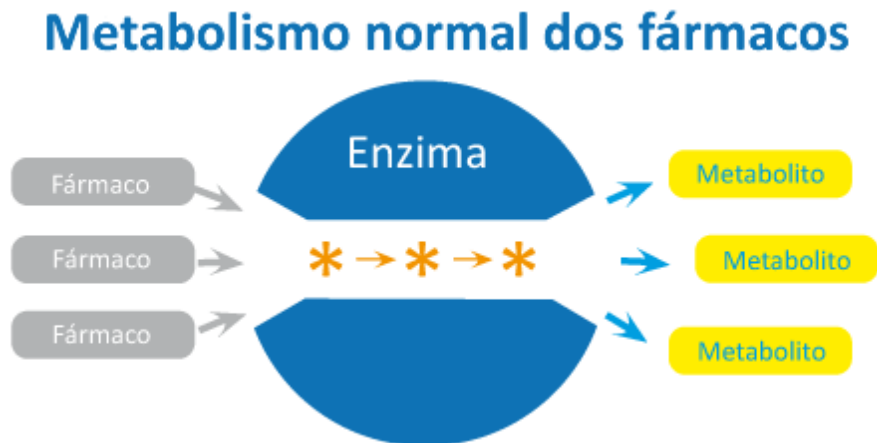 Metabolismo normal dos fármacos
Enzima
Fármaco
Fármaco
Fármaco
* → * → *
Metabolito
Metabolito
Metabolito